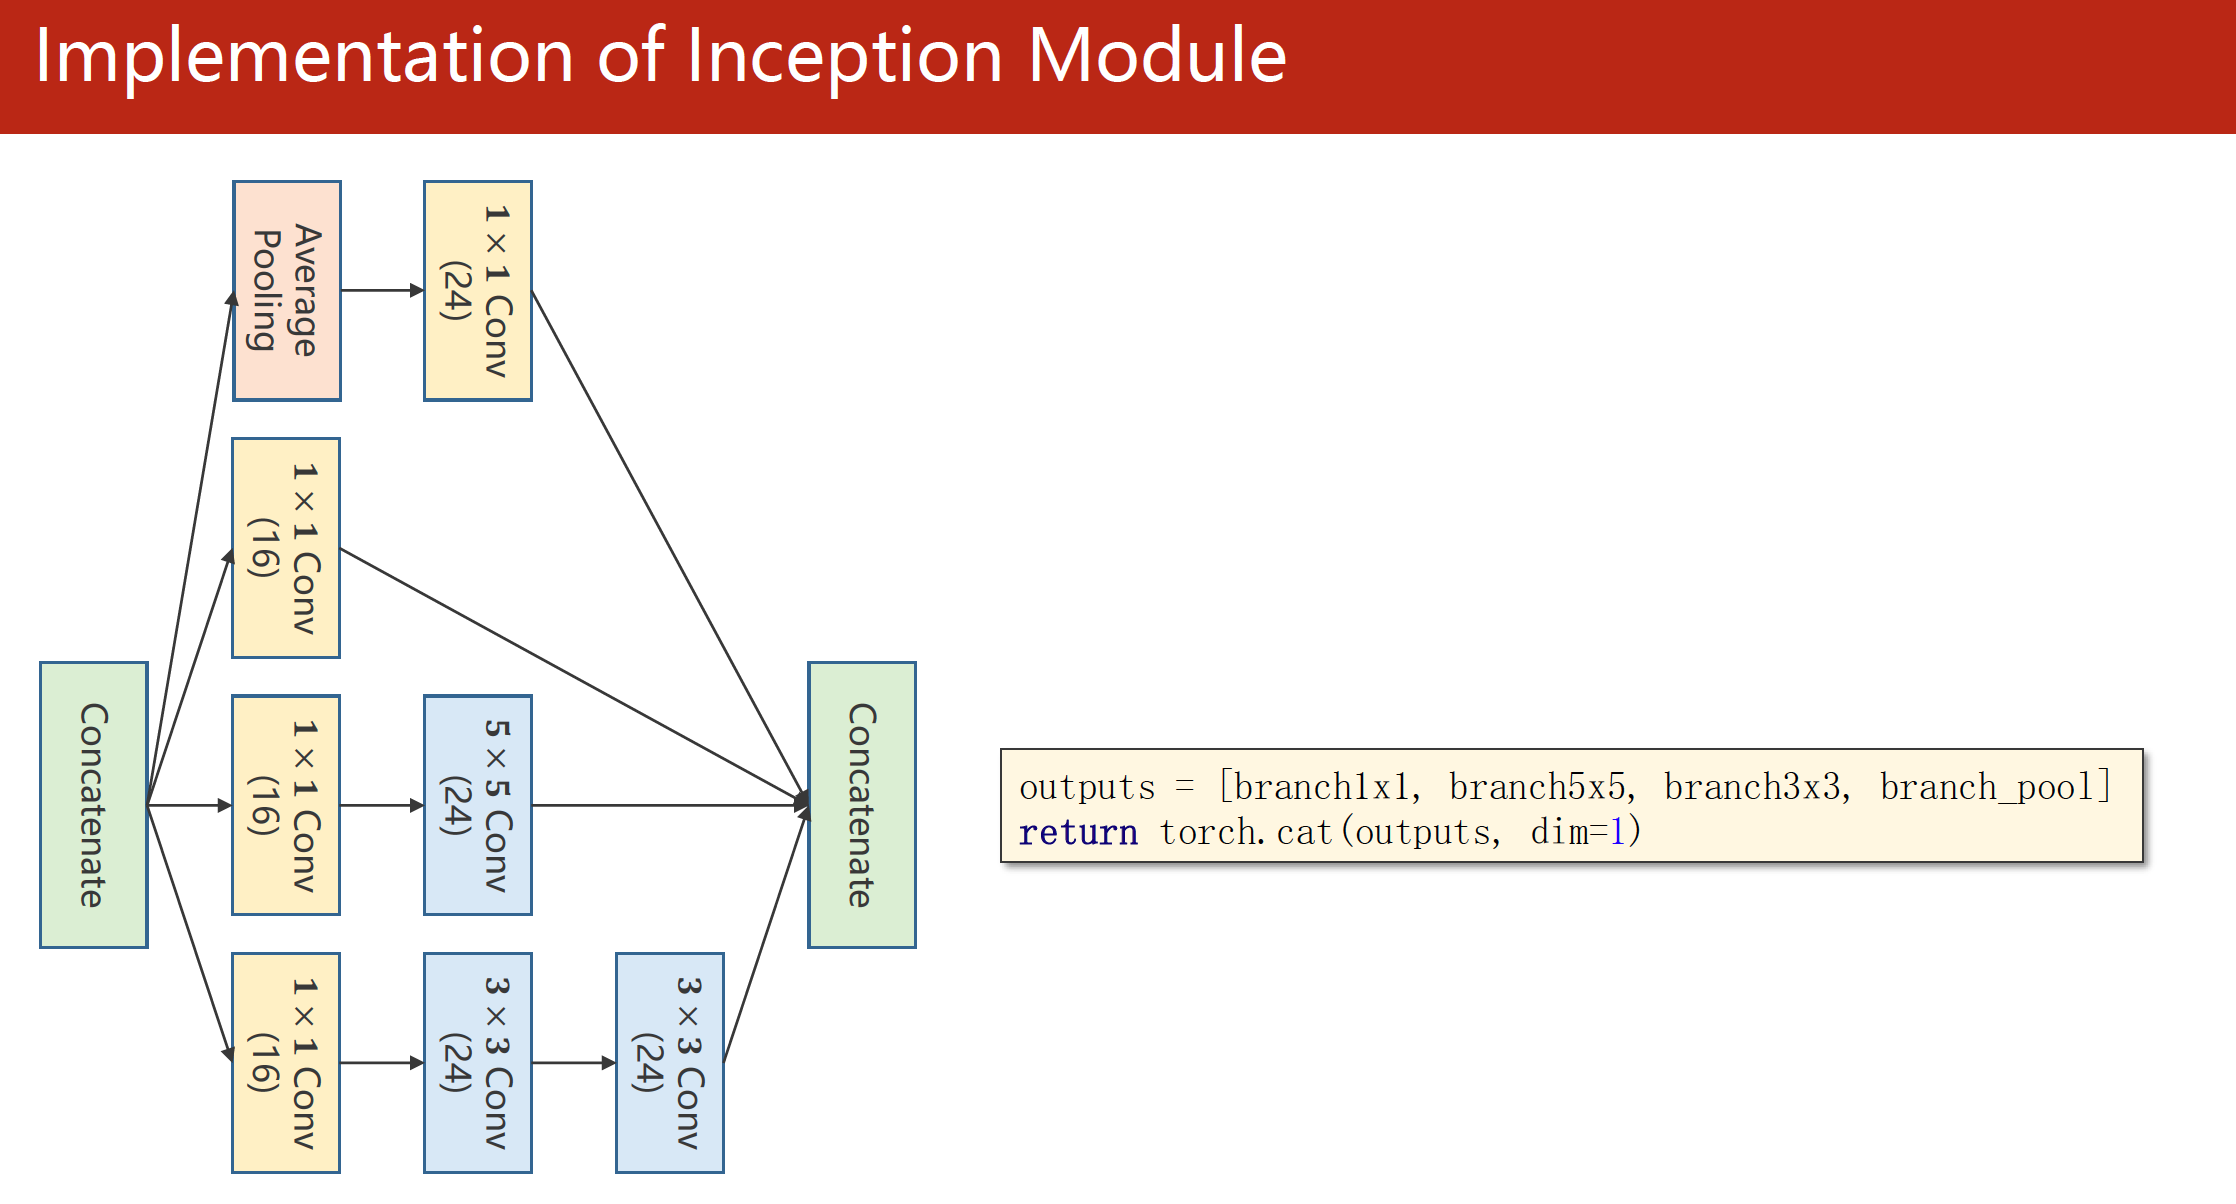 Implementation of Inception Module
Average
Pooling
1×1 Conv
(24)
1×1 Conv
(16)
Concatenate
1×1 Conv
(16)
5×5 Conv
(24)
Concatenate
outputs = [branch1x1, branch5x5, branch3x3, branch_pool]
return torch.cat(outputs, dim=1)
1×1 Conv
(16)
3×3 Conv
(24)
3×3 Conv
(24)